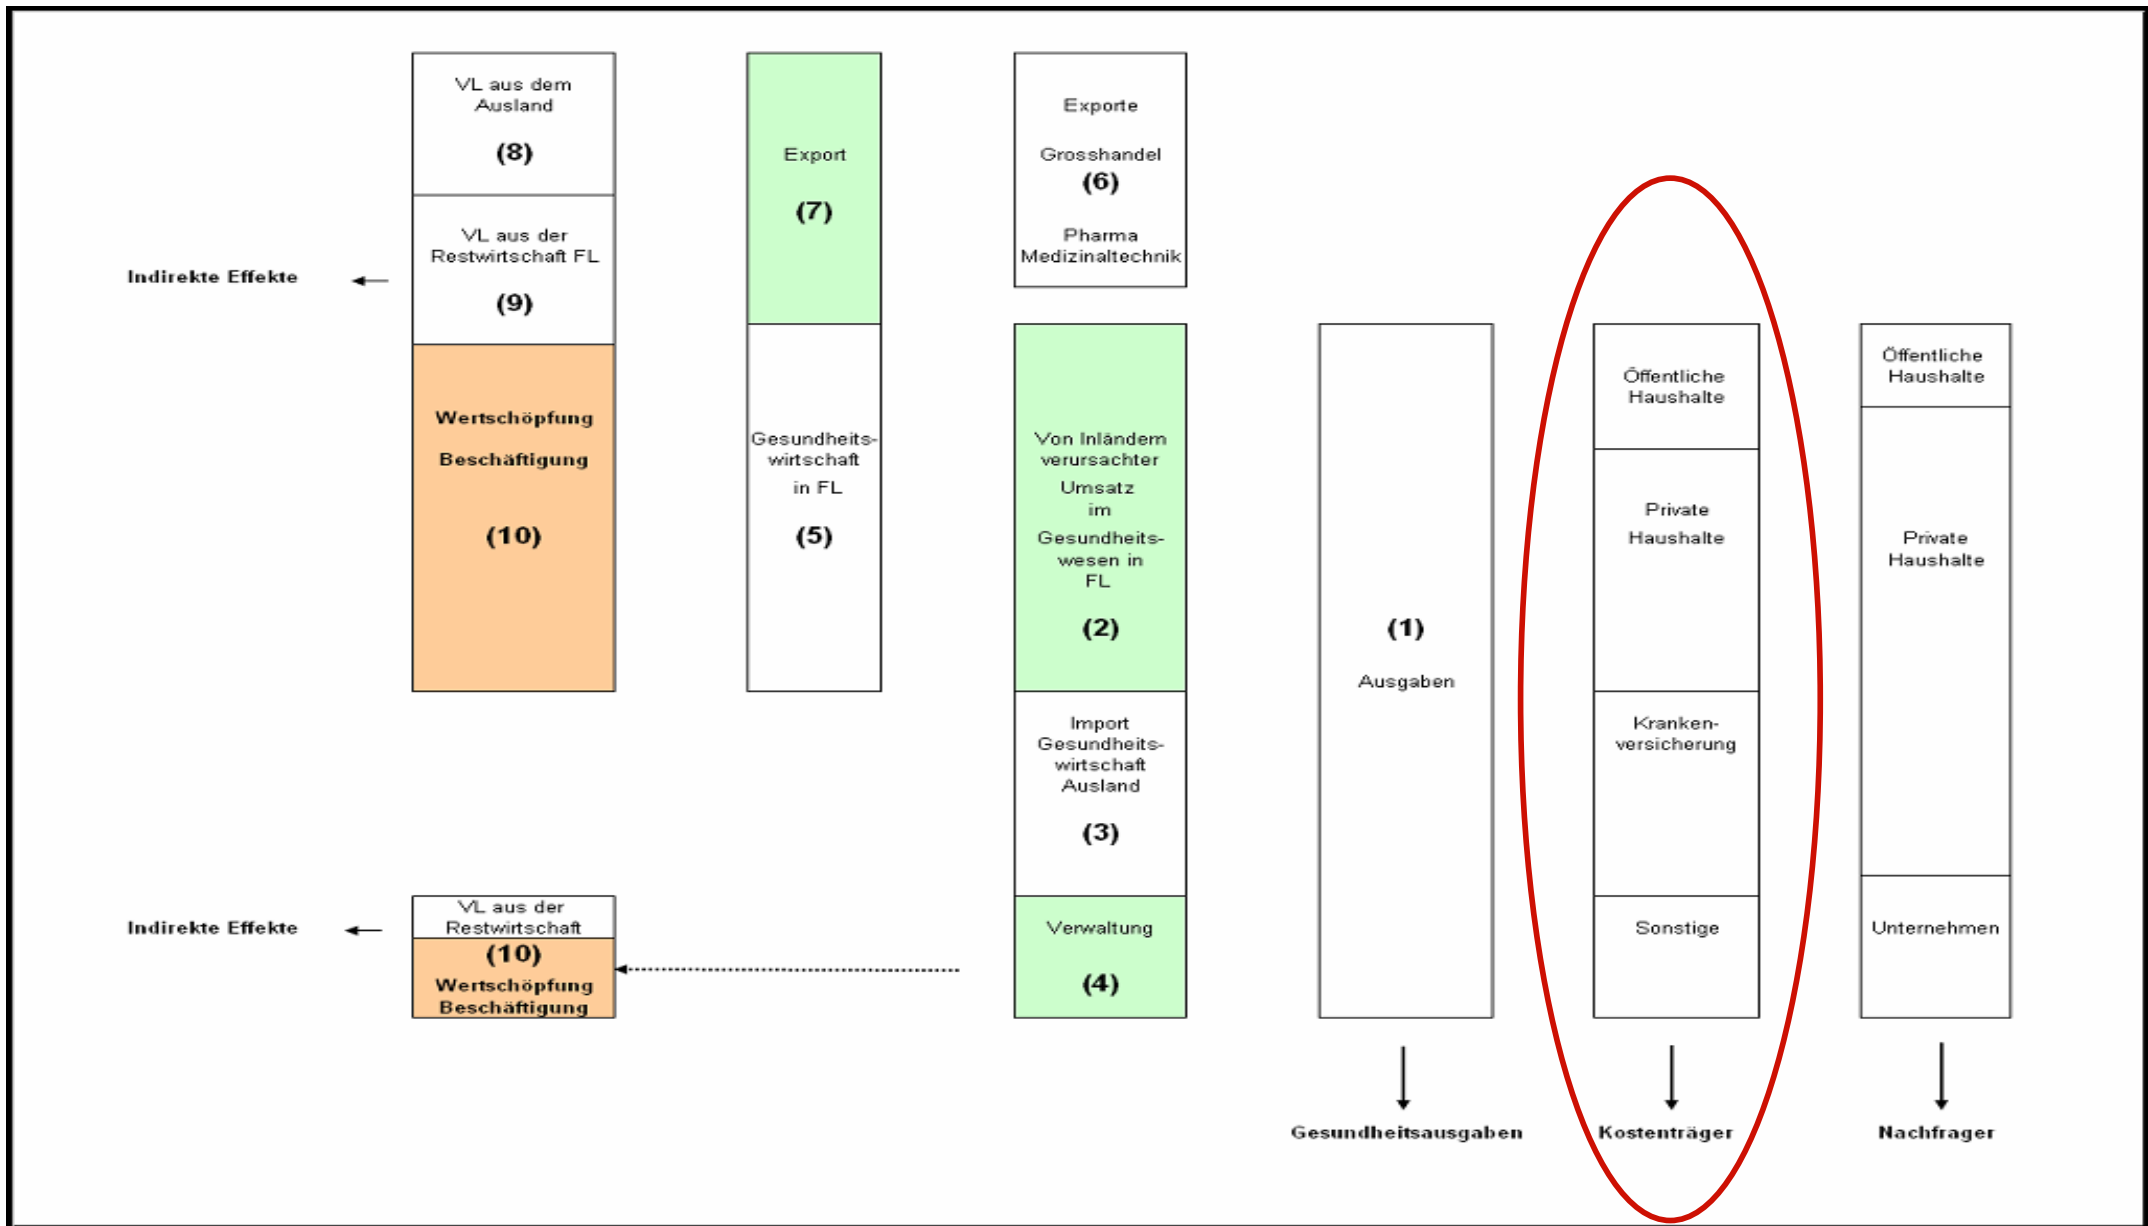 VL aus dem
Ausland
(8)
VL aus der
Restwirtschaft FL
(9)
Indirekte Effekte
Wertschöpfung
Beschäftigung
(10)
Export
(7)
Gesundheits-
wirtschaft
in FL
(5)
Exporte
Grosshandel
(6)
Pharma
Medizinaltechnik
Von Inländern
verursachter
Umsatz
im
Gesundheits-
wesen in
FL
(2)
Import
Gesundheits-
wirtschaft
Ausland
(3)
Verwaltung
(4)
Indirekte Effekte
VL aus der
Restwirtschaft
(10)
Wertschöpfung
Beschäftigung
(1)
Ausgaben
Gesundheitsausgaben
Öffentliche
Haushalte
Private
Haushalte
Kranken-
versicherung
Sonstige
Kostenträger
Öffentliche
Haushalte
Private
Haushalte
Unternehmen
Nachfrager